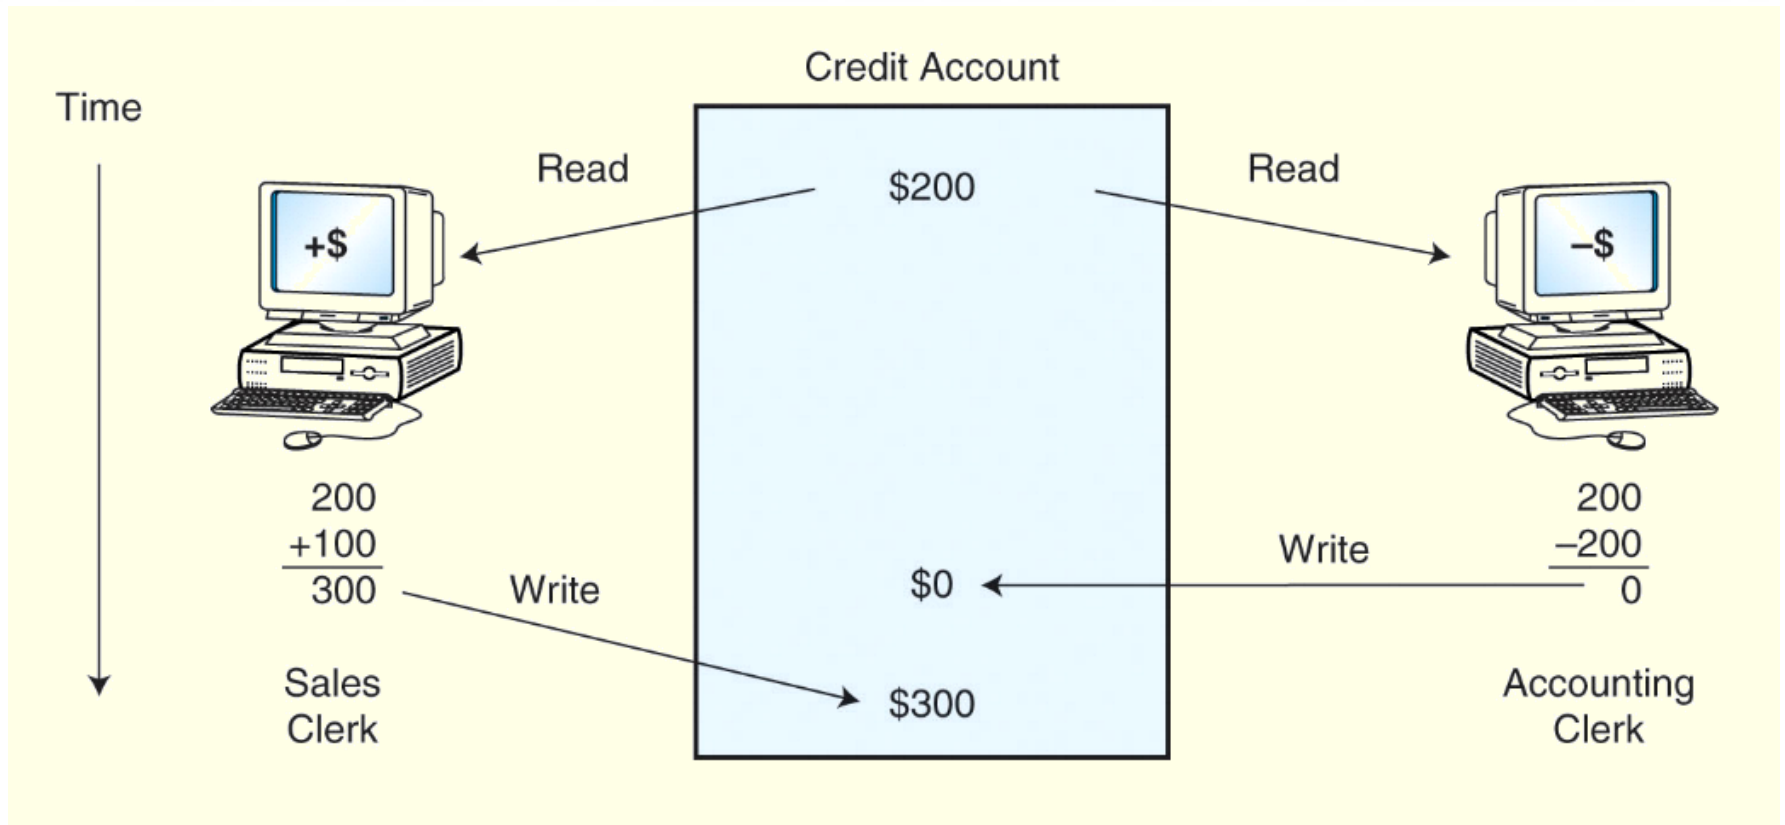 Credit Account
Time
Read
$200
Read
+$
–$
200
+100
300
200
–200
0
Write
$0
Write
$300
Sales
Clerk
Accounting
Clerk